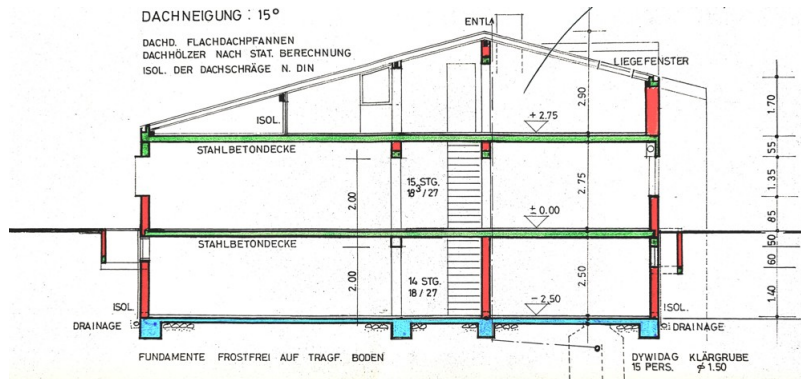 DACHNEIGUNG : 15°
ENTL.
DACHD. FLACHDACHPFANNEN
DACHHÖLZER NACH STAT. BERECHNUNG
ISOL. DER DACHSCHRÄGE N. DIN
LIEGEFENSTER
2.90
1.70
ISOL.
+ 2.75
STAHLBETONDECKE
55
15 STG.
18³/27
2.00
2.75
1.35
± 0.00
85
STAHLBETONDECKE
50
2.00
14 STG.
18/27
2.50
60
1.40
ISOL.
- 2.50
ISOL.
DRAINAGE
DRAINAGE
FUNDAMENTE FROSTFREI AUF TRAGF. BODEN
DYWIDAG KLÄRGRUBE
15 PERS. ⌀ 1.50